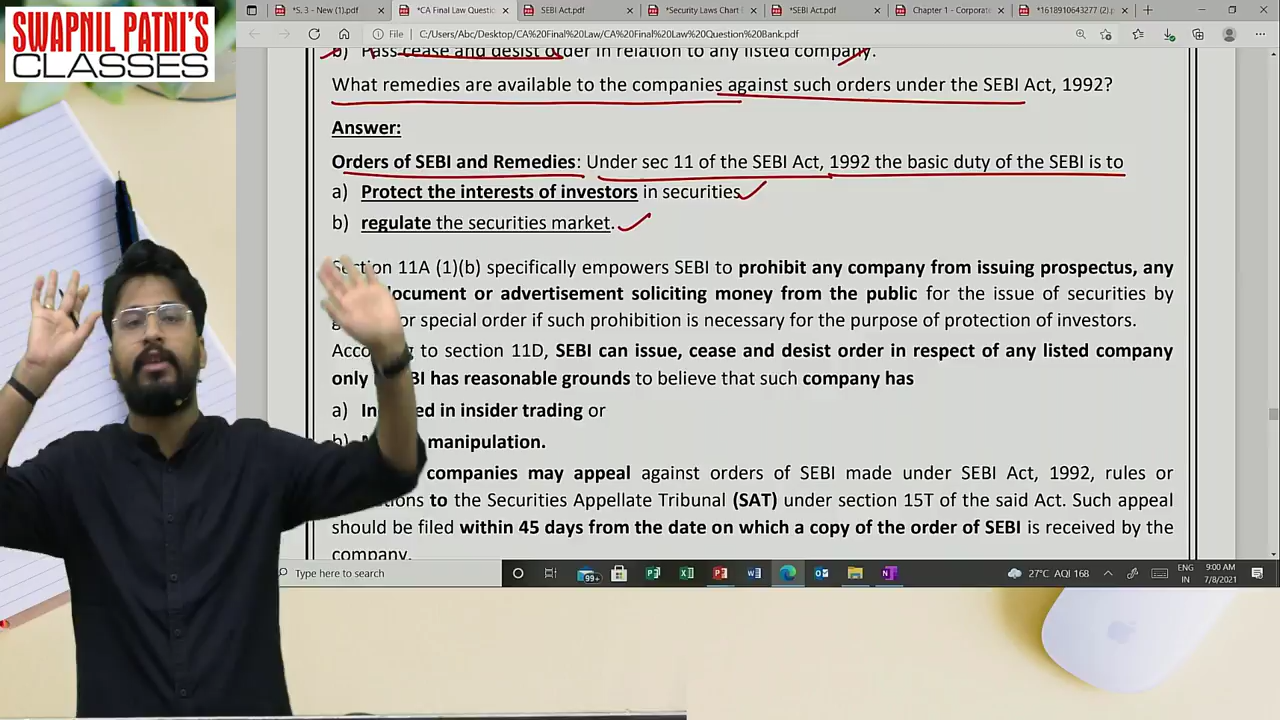 SWAPNIL PATNI'S
CLASSES
S. 3 - New (1).pdf
*CA Final Law Questio
SEBI Act.pdf
*Security Laws Chart
*SEBI Act.pdf
Chapter 1 - Corporat
*1618910643277 (2).p
File
C:/Users/Abc/Desktop/CA%20Final%20Law/CA%20Final%20Law%20Question%20Bank.pdf
b) Pass cease and desist order in relation to any listed company.
What remedies are available to the companies against such orders under the SEBI Act, 1992?
Answer:
Orders of SEBI and Remedies: Under sec 11 of the SEBI Act, 1992 the basic duty of the SEBI is to
a) Protect the interests of investors in securities
b) regulate the securities market.
Section 11A (1)(b) specifically empowers SEBI to prohibit any company from issuing prospectus, any
document or advertisement soliciting money from the public for the issue of securities by
or special order if such prohibition is necessary for the purpose of protection of investors.
to section 11D, SEBI can issue, cease and desist order in respect of any listed company
only has reasonable grounds to believe that such company has
a) in insider trading or
b) manipulation.
companies may appeal against orders of SEBI made under SEBI Act, 1992, rules or
to the Securities Appellate Tribunal (SAT) under section 15T of the said Act. Such appeal
should be filed within 45 days from the date on which a copy of the order of SEBI is received by the
company.
Type here to search
99+
27°C AQI 168
ENG
IN
9:00 AM
7/8/2021